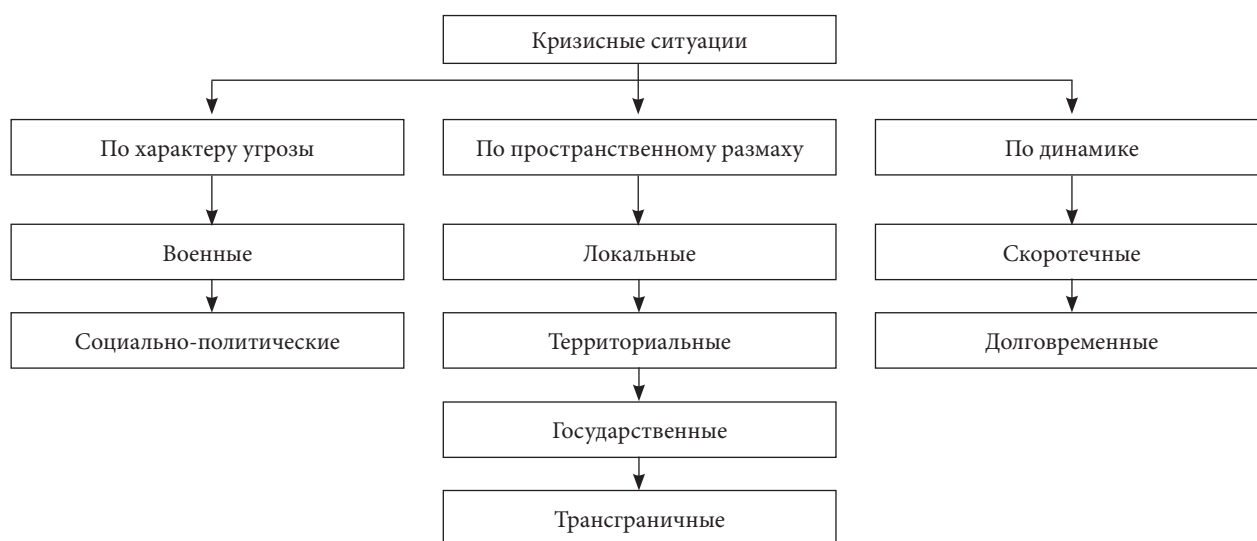 Кризисные ситуации
По характеру угрозы
По пространственному размаху
По динамике
Военные
Локальные
Скоротечные
Социально-политические
Территориальные
Долговременные
Государственные
Трансграничные